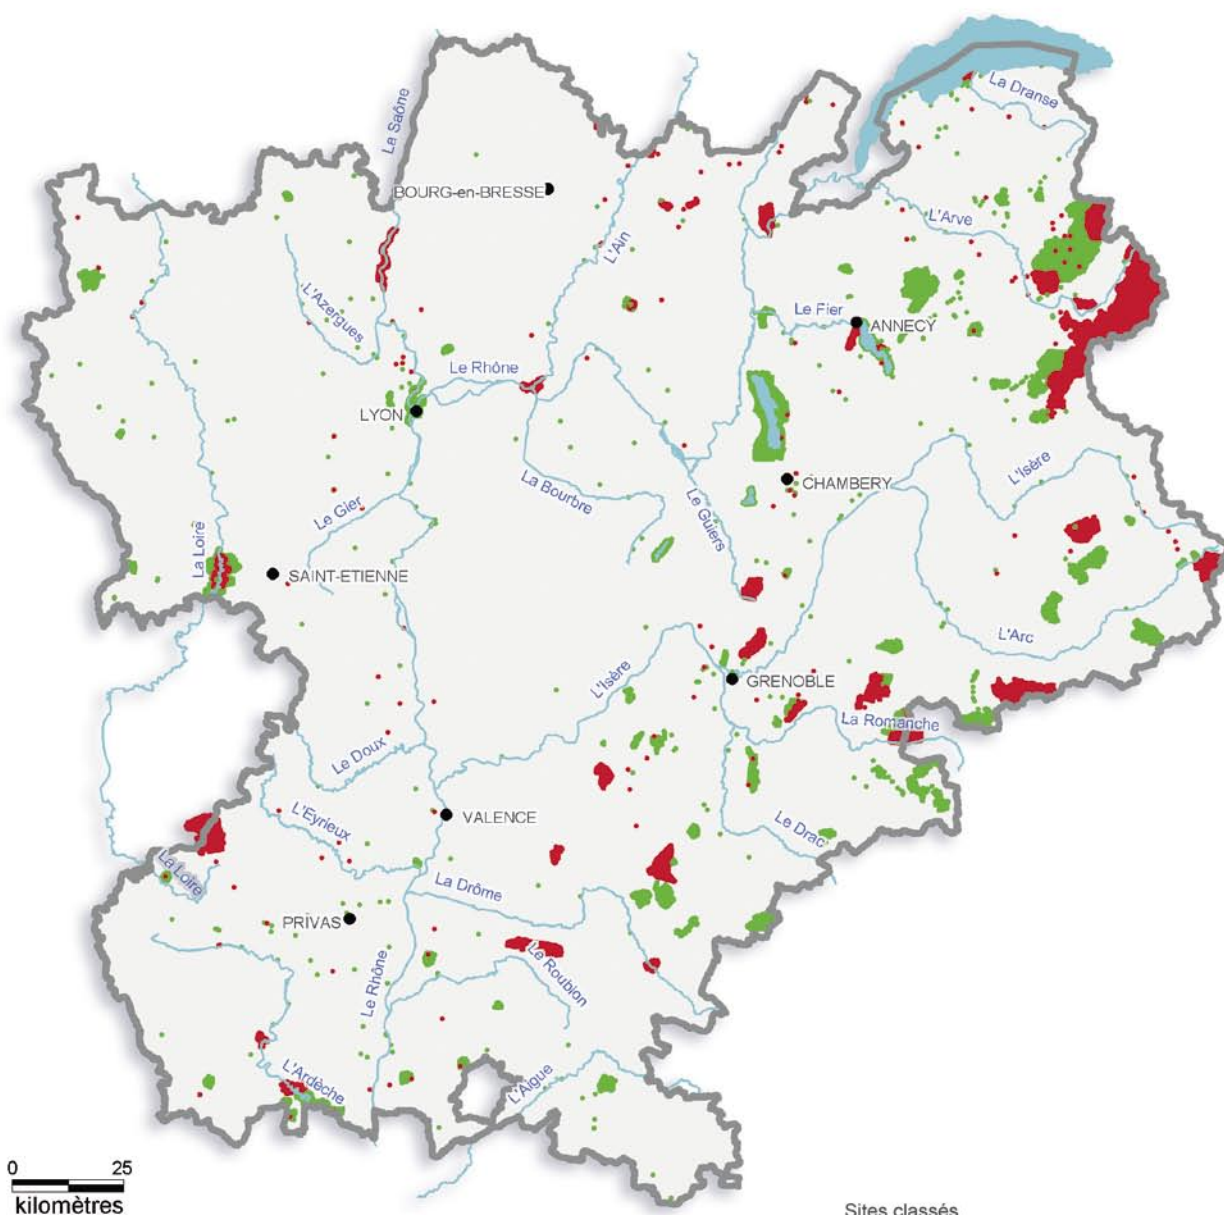 La Saône
La Dranse
BOURG-en-BRESSE
L'Ain
L'Arve
L'Azergues
Le Fier
ANNECY
Le Rhône
LYON
La Bourbre
CHAMBERY
L'Isère
Le Gier
Le Guiers
La Loire
SAINT-ETIENNE
L'Arc
L'Isère
GRENOBLE
La Romanche
Le Doux
L'Eyrieux
VALENCE
Le Drac
La Loire
La Drôme
PRIVAS
Le Roubion
Le Rhône
L'Ardèche
L'Aigue
0 25
kilomètres
Sites classés